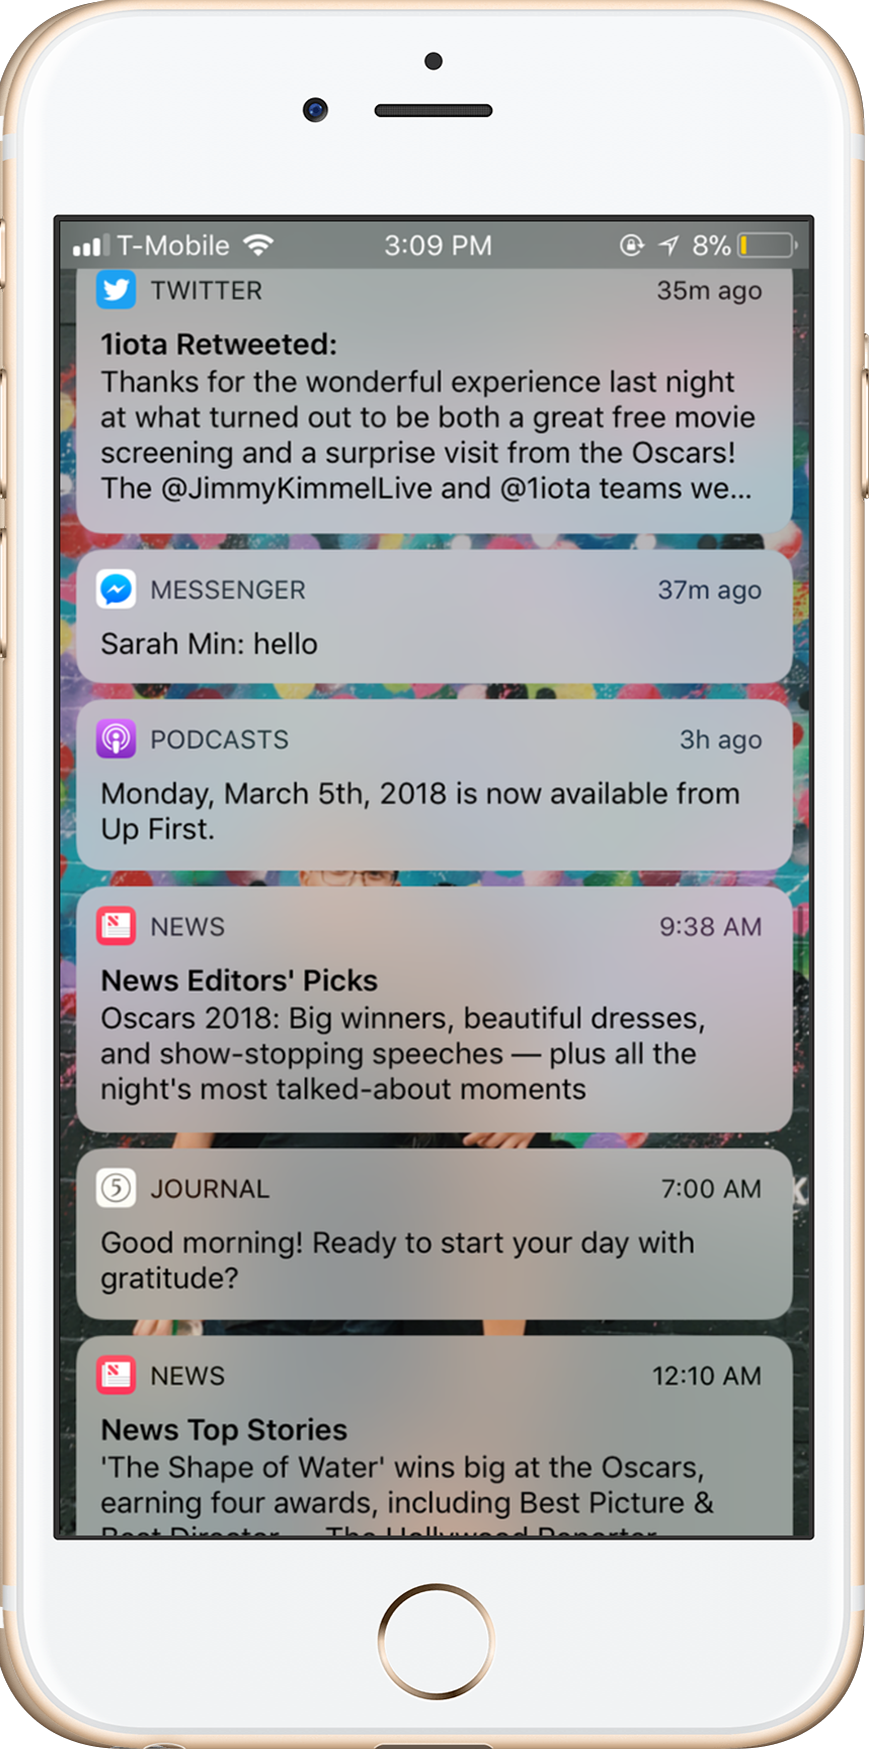 T-Mobile 3:09 PM 8%
TWITTER 35m ago
1iota Retweeted:
Thanks for the wonderful experience last night
at what turned out to be both a great free movie
screening and a surprise visit from the Oscars!
The @JimmyKimmelLive and @1iota teams we...
MESSENGER 37m ago
Sarah Min: hello
PODCASTS 3h ago
Monday, March 5th, 2018 is now available from
Up First.
NEWS 9:38 AM
News Editors' Picks
Oscars 2018: Big winners, beautiful dresses,
and show-stopping speeches — plus all the
night's most talked-about moments
5 JOURNAL 7:00 AM
K
Good morning! Ready to start your day with
gratitude?
NEWS 12:10 AM
News Top Stories
'The Shape of Water' wins big at the Oscars,
earning four awards, including Best Picture &
Best Director — The Hollywood Reporter